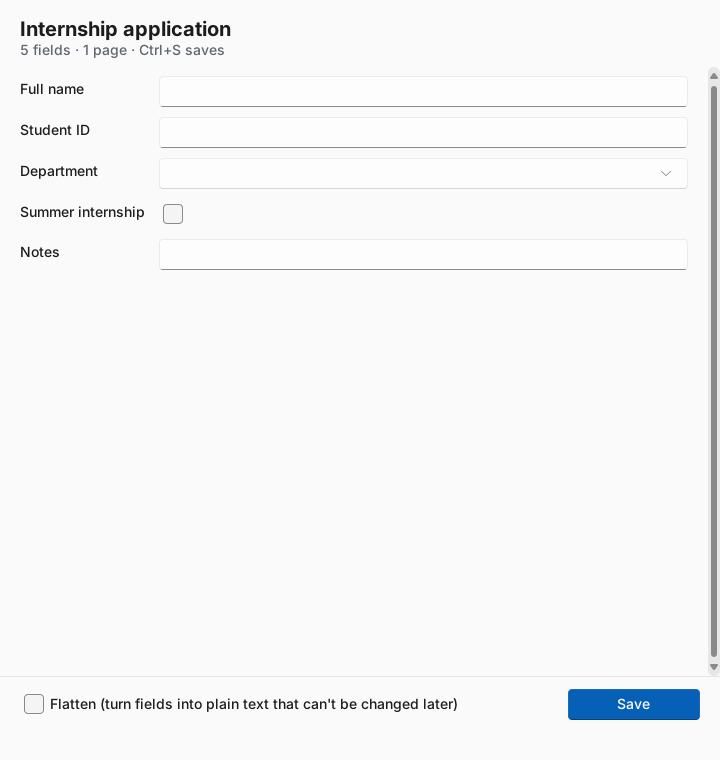 Internship application
5 fields · 1 page · Ctrl+S saves
Full name
Student ID
Department
Summer internship
Notes
Flatten (turn fields into plain text that can't be changed later)
Save